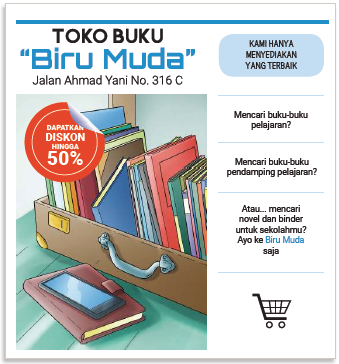 TOKO BUKU
“Biru Muda”
Jalan Ahmad Yani No. 316 C
DAPATKAN
DISKON
HINGGA
50%
KAMI HANYA
MENYEDIAKAN
YANG TERBAIK
Mencari buku-buku
pelajaran?
Mencari buku-buku
pendamping pelajaran?
Atau... mencari
novel dan binder
untuk sekolahmu?
Ayo ke Biru Muda
saja